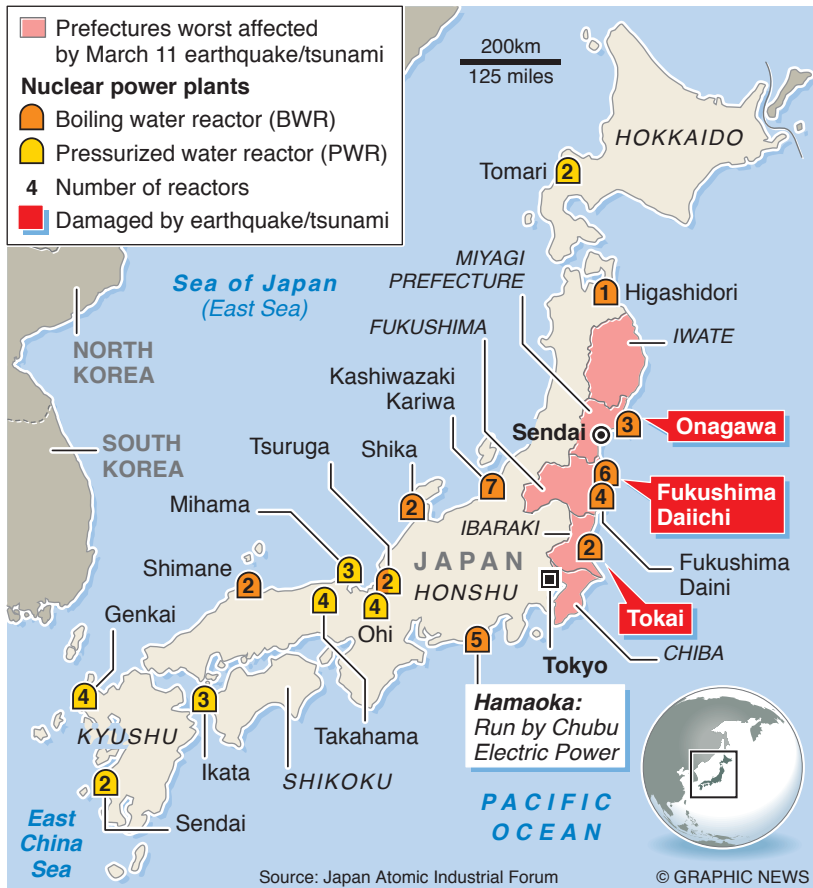 Prefectures worst affected
by March 11 earthquake/tsunami
Nuclear power plants
Boiling water reactor (BWR)
Pressurized water reactor (PWR)
4 Number of reactors
Damaged by earthquake/tsunami
200km
125 miles
HOKKAIDO
Tomari
2
MIYAGI
PREFECTURE
Sea of Japan
(East Sea)
1
Higashidori
FUKUSHIMA
IWATE
NORTH
KOREA
Kashiwazaki
Kariwa
SOUTH
KOREA
Tsuruga
Shika
Sendai
3
Onagawa
Mihama
7
6
4
Fukushima
Daiichi
2
IBARAKI
2
Shimane
2
3
2
JAPAN
HONSHU
Fukushima
Daini
Genkai
4
4
Ohi
Tokai
5
Tokyo
CHIBA
4
3
Hamaoka:
Run by Chubu
Electric Power
KYUSHU
Takahama
Ikata
SHIKOKU
2
Sendai
PACIFIC
OCEAN
East
China
Sea
Source: Japan Atomic Industrial Forum
© GRAPHIC NEWS